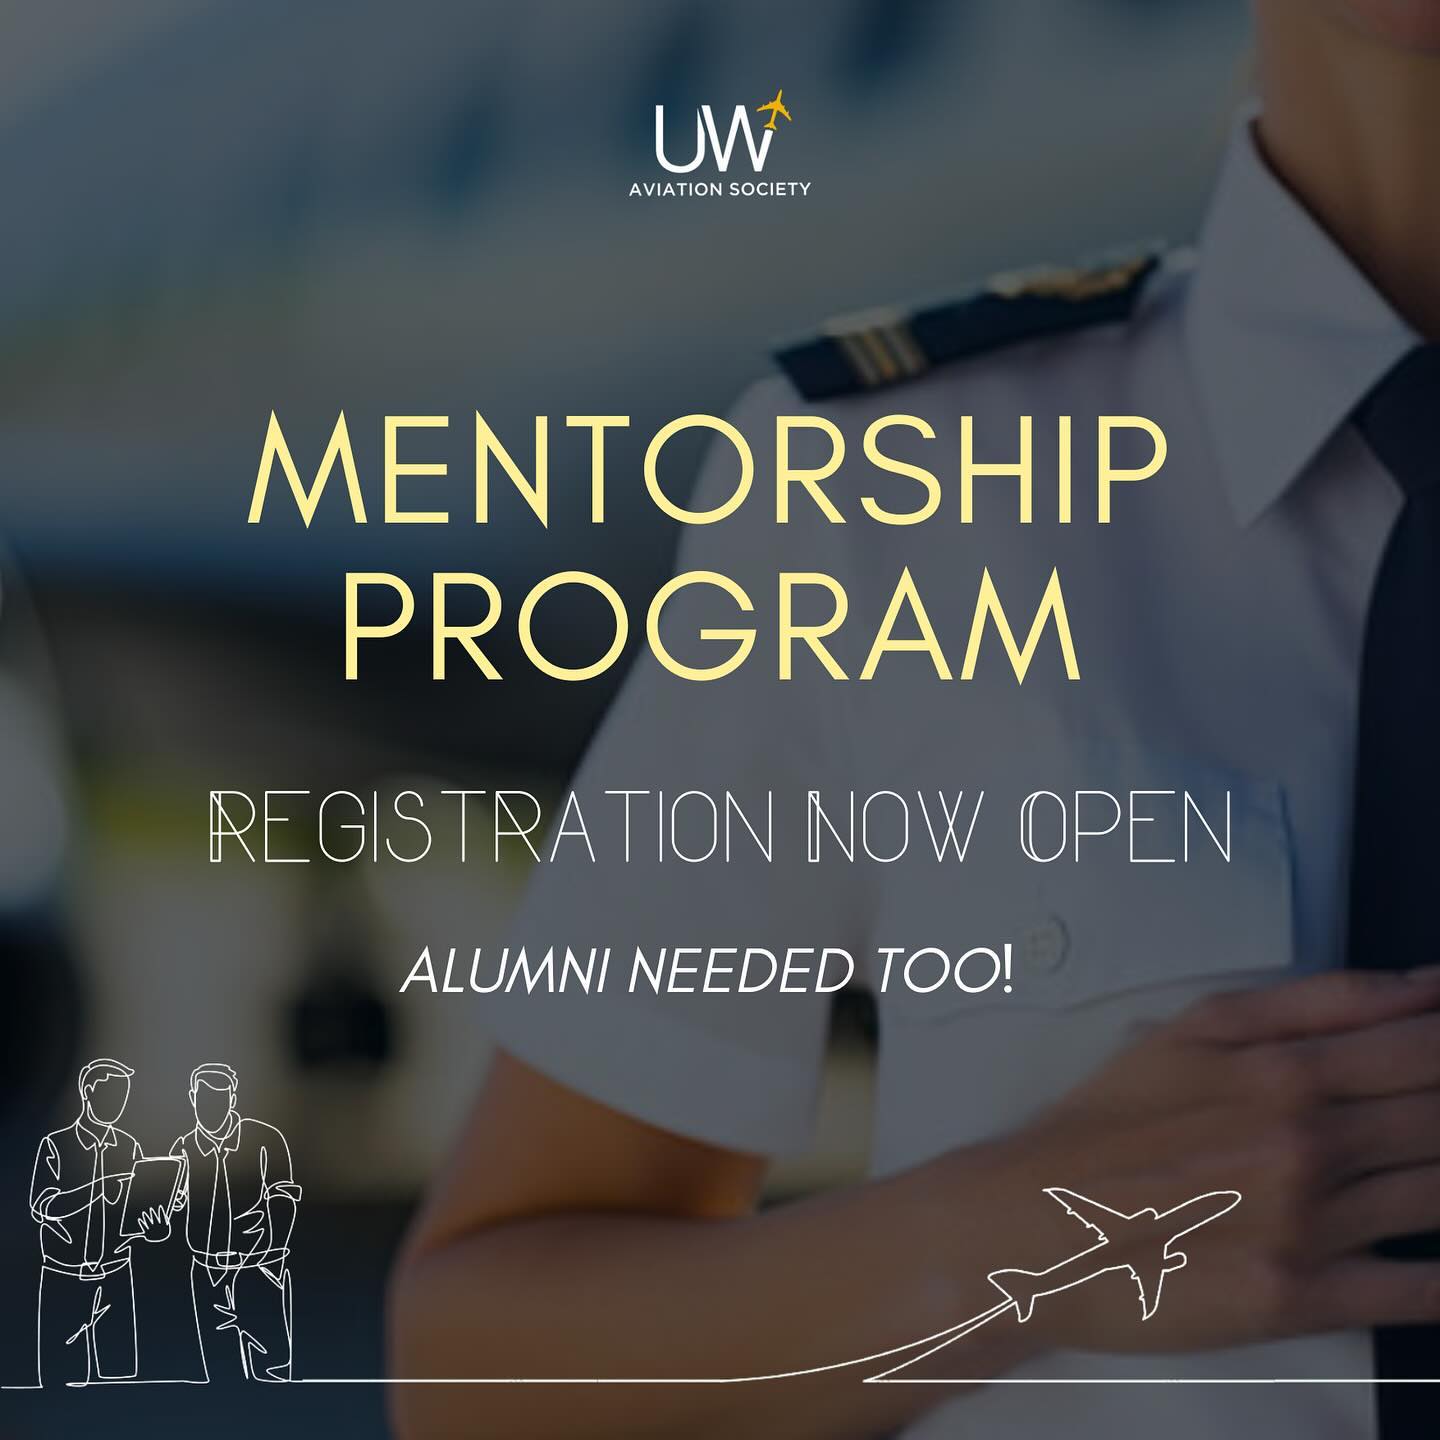 UW
AVIATION SOCIETY
MENTORSHIP
PROGRAM
REGISTRATION NOW OPEN
ALUMNI NEEDED TOO!